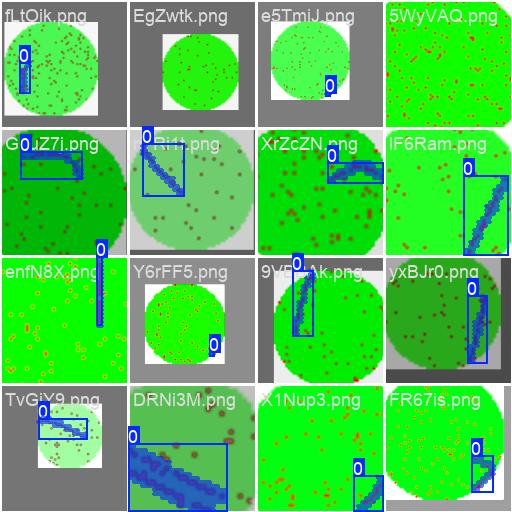 fLtOik.png EgZwtk.png e5TmiJ.png 5WyVAQ.png
0 0
XrZcZN.png IF6Ram.png
0 0 0 0
enfN8X.png Y6rFF5.png yxBJr0.png
0 0 0 0
TvGiY9.png DRNi3M.png X1Nup3.png FR67is.png
0 0 0 0